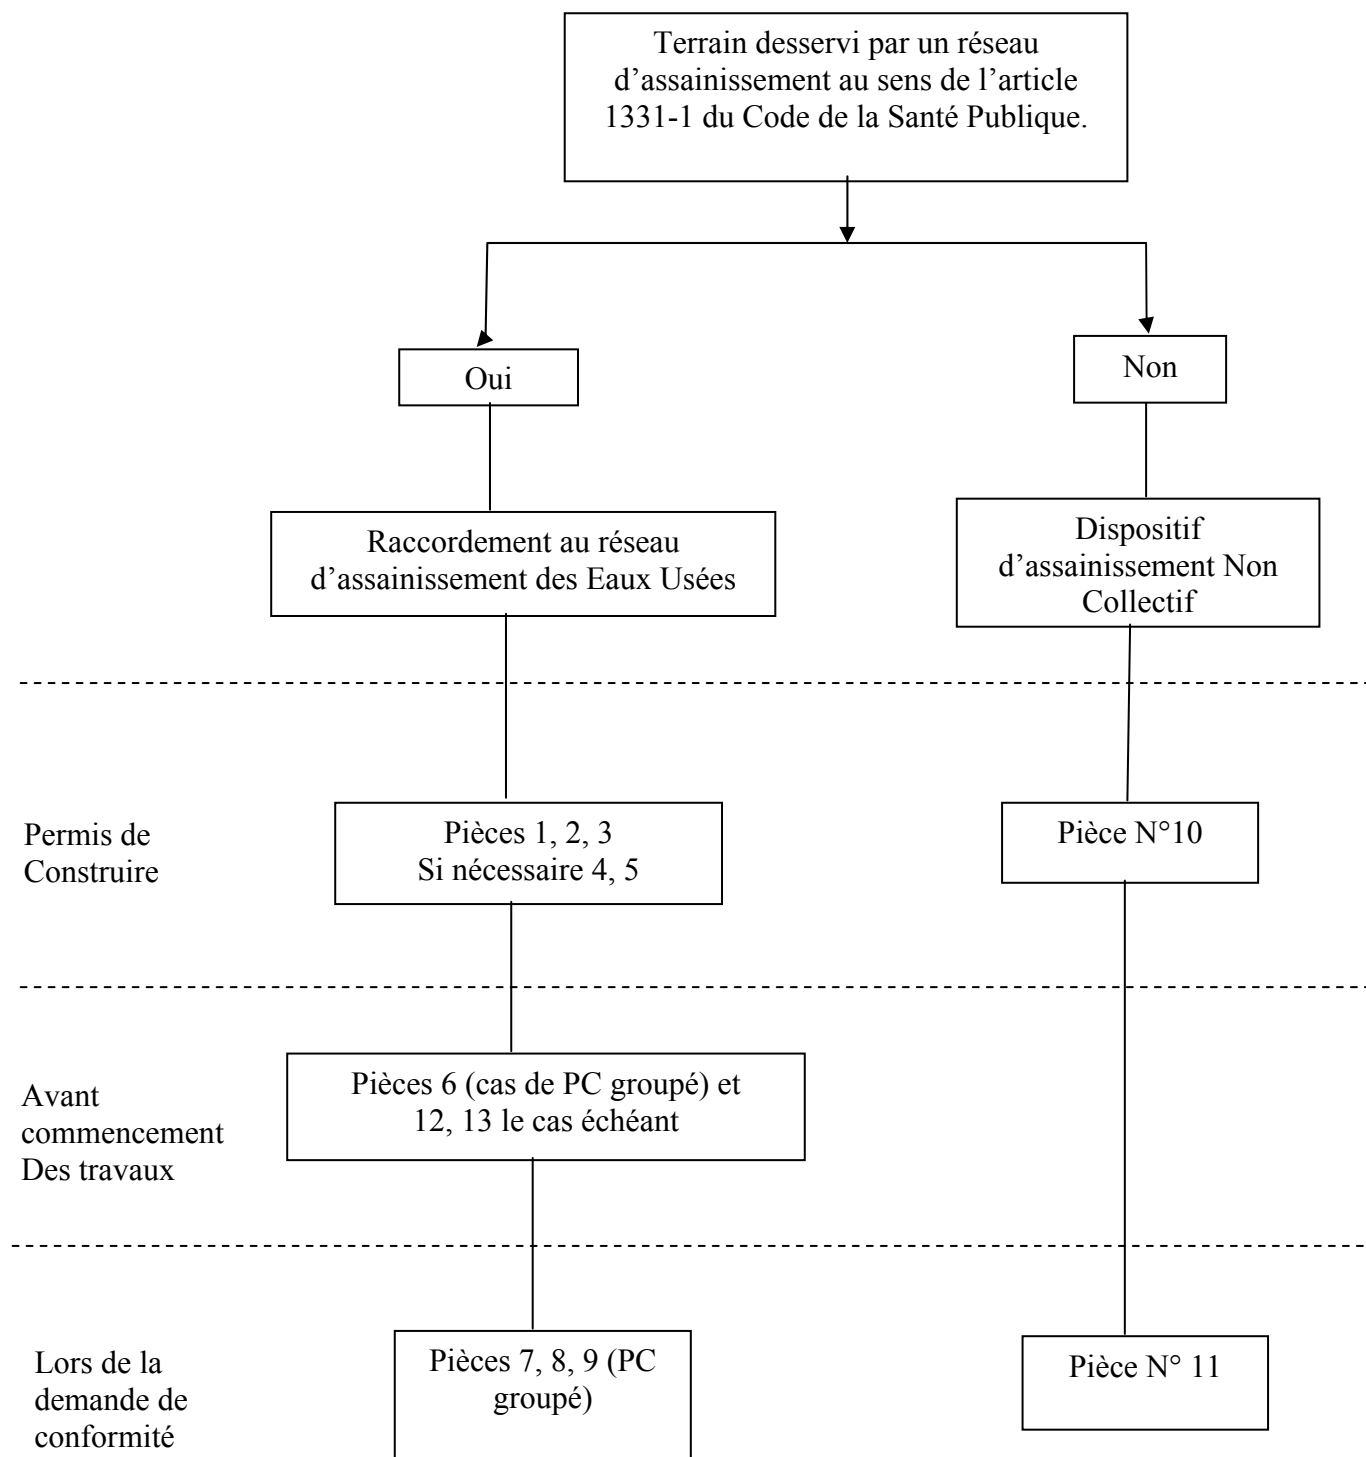 Terrain desservi par un réseau
d’assainissement au sens de l’article
1331-1 du Code de la Santé Publique.
Oui
Non
Raccordement au réseau
d’assainissement des Eaux Usées
Dispositif
d’assainissement Non
Collectif
Permis de
Construire
Pièces 1, 2, 3
Si nécessaire 4, 5
Pièce N°10
Avant
commencement
Des travaux
Pièces 6 (cas de PC groupé) et
12, 13 le cas échéant
Lors de la
demande de
conformité
Pièces 7, 8, 9 (PC
groupé)
Pièce N° 11